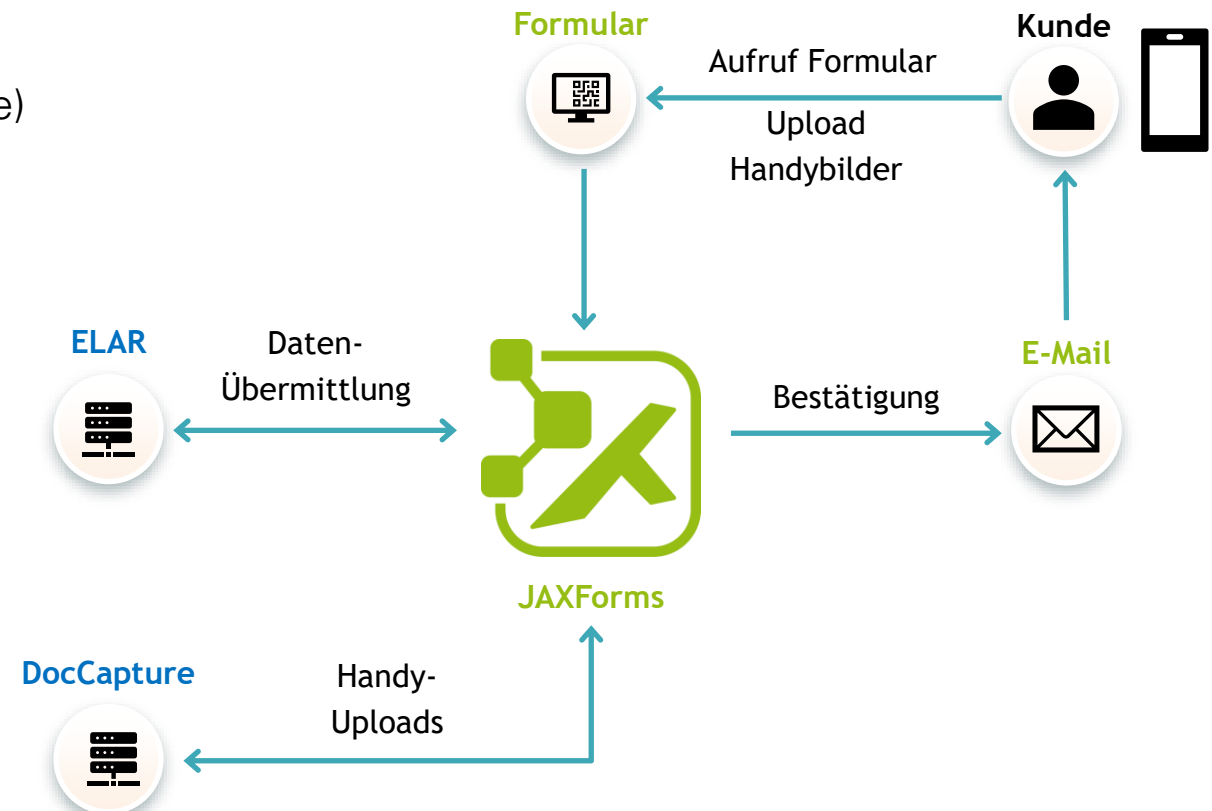 Formular
Kunde
e)
Aufruf Formular
Upload
Handybilder
ELAR
Daten-
Übermittlung
Bestätigung
E-Mail
JAXForms
DocCapture
Handy-
Uploads